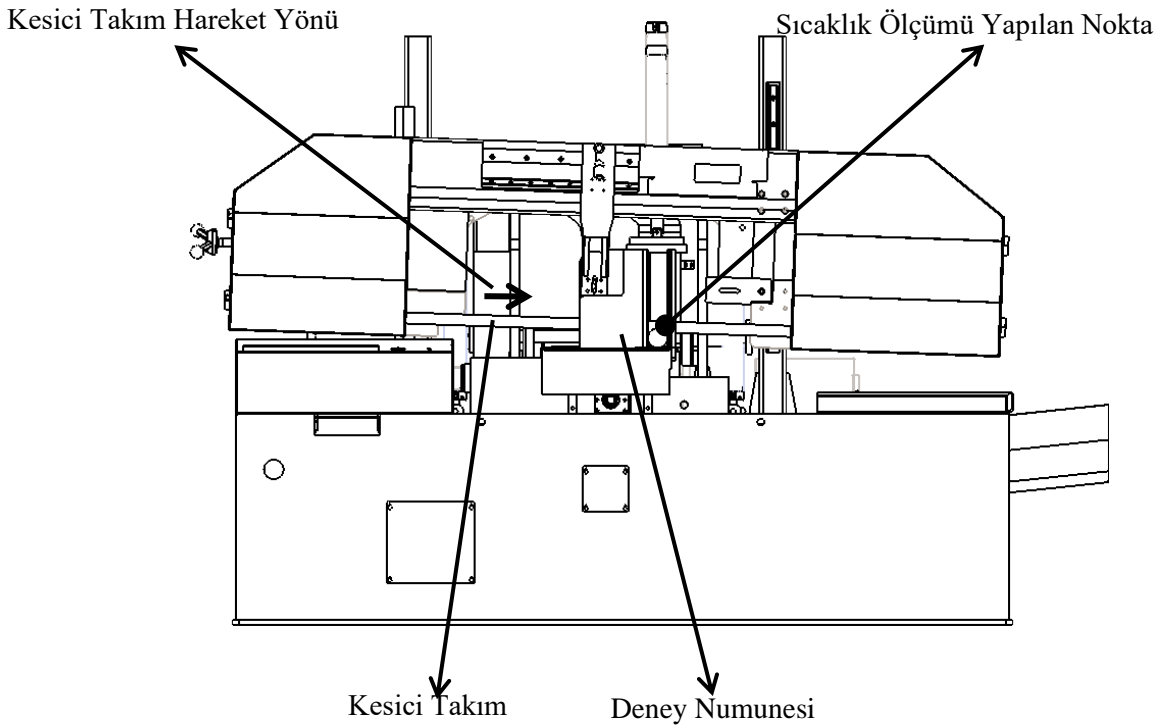 Kesici Takım Hareket Yönü
Sıcaklık Ölçümü Yapılan Nokta
Kesici Takım
Deney Numunesi